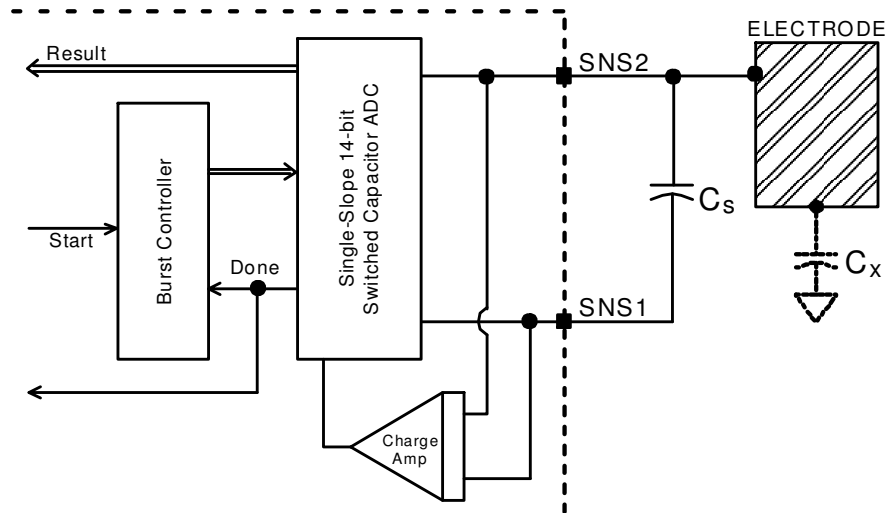 Result
SNS2
ELECTRODE
Burst Controller
Single-Slope 14-bit
Switched Capacitor ADC
Start
Done
Cs
Cx
SNS1
Charge
Amp